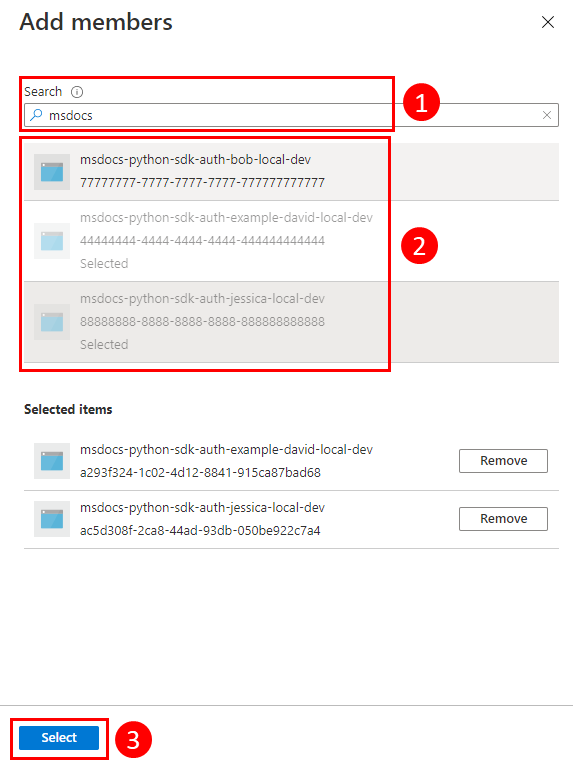 Add members
Search
1
msdocs
msdocs-python-sdk-auth-bob-local-dev
77777777-7777-7777-7777-777777777777
msdocs-python-sdk-auth-example-david-local-dev
44444444-4444-4444-4444-444444444444
2
Selected
msdocs-python-sdk-auth-jessica-local-dev
88888888-8888-8888-8888-888888888888
Selected
Selected items
msdocs-python-sdk-auth-example-david-local-dev
a293f324-1c02-4d12-8841-915ca87bad68
Remove
msdocs-python-sdk-auth-jessica-local-dev
ac5d308f-2ca8-44ad-93db-050be922c7a4
Remove
Select
3